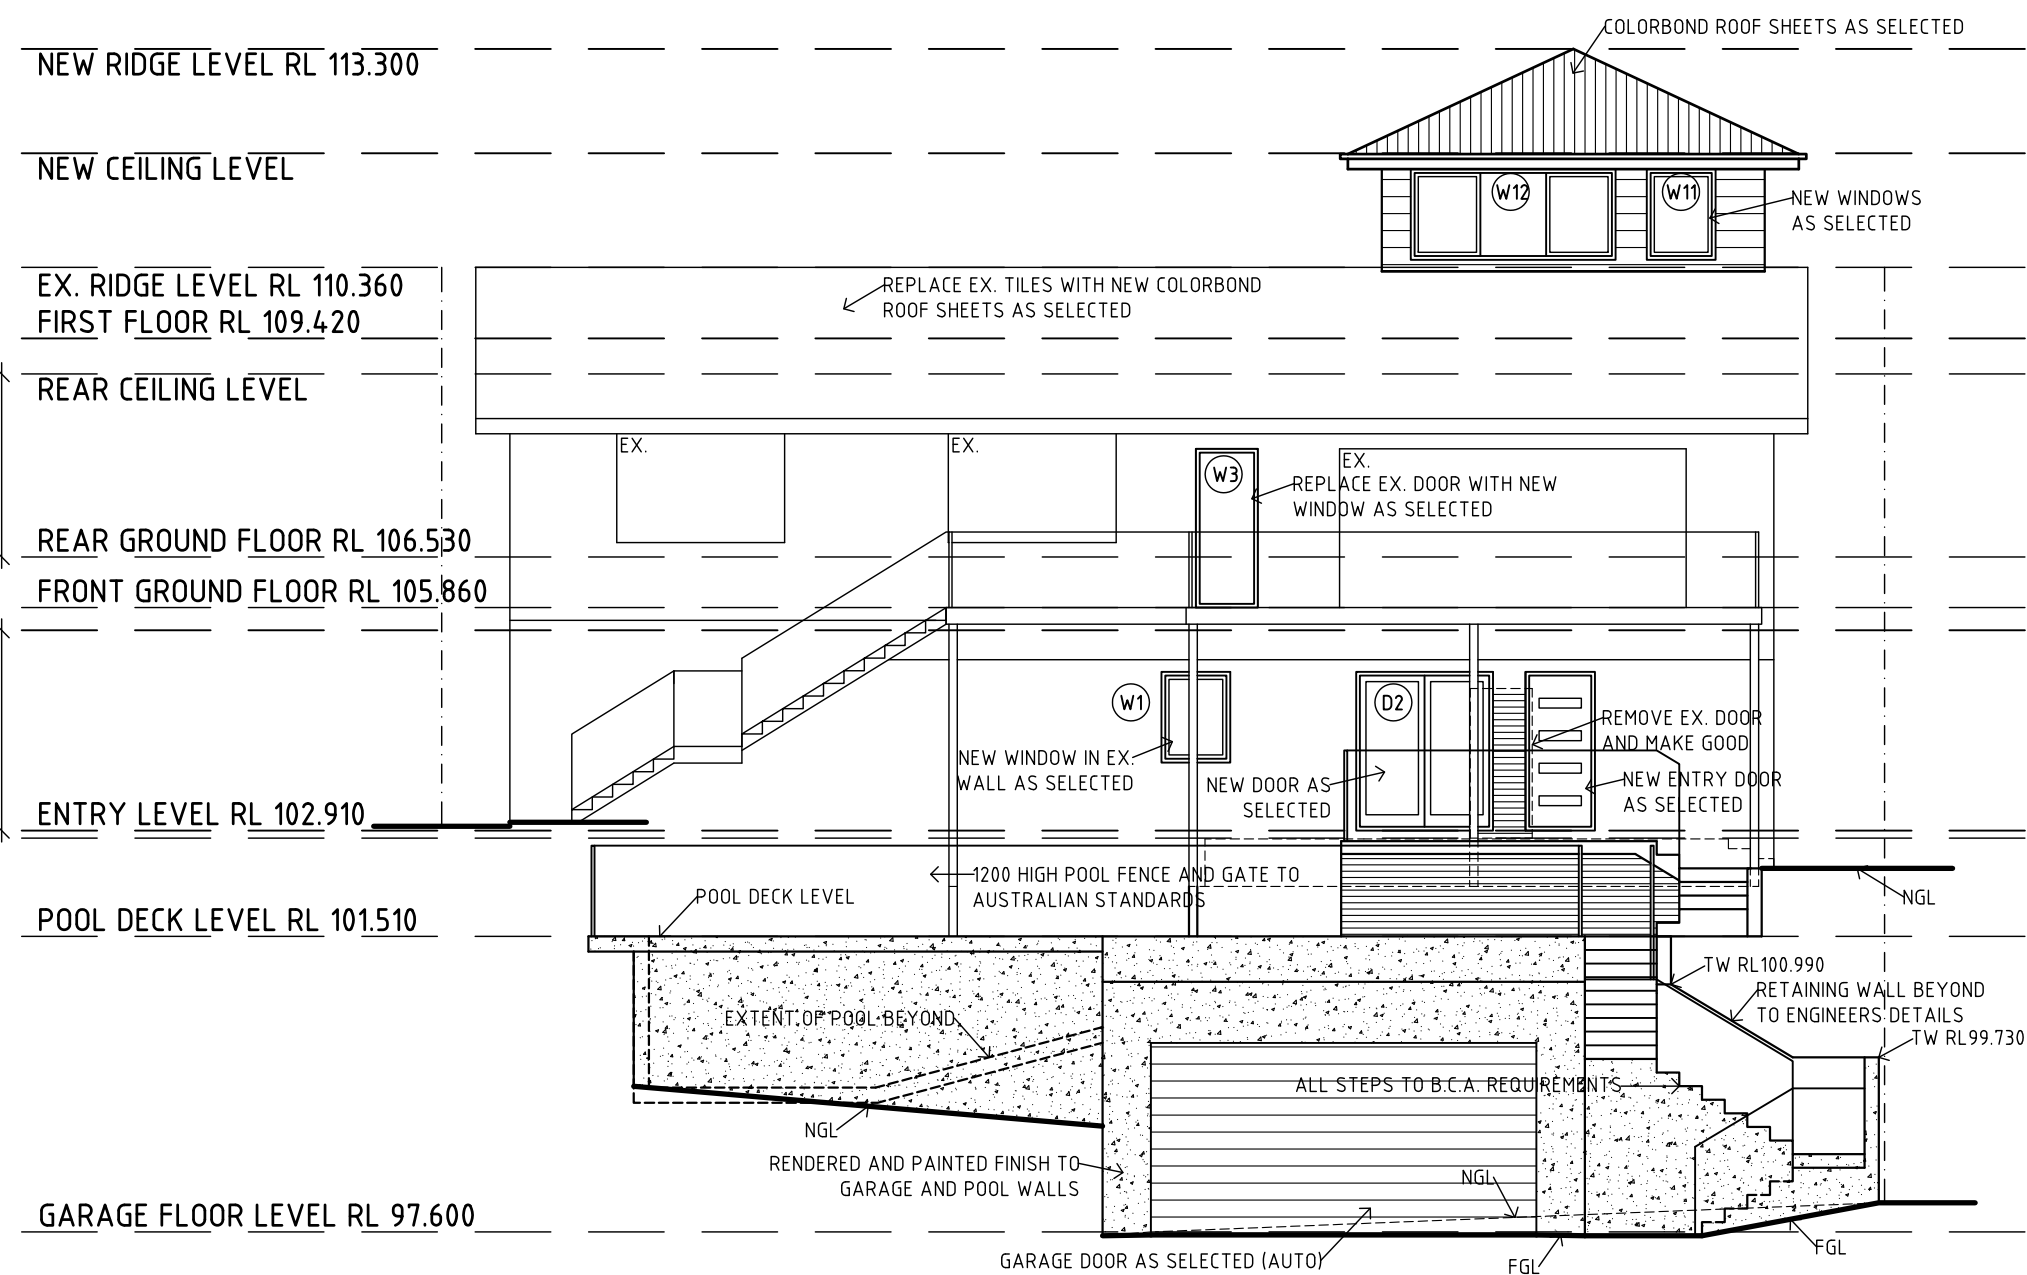 COLORBOND ROOF SHEETS AS SELECTED
NEW RIDGE LEVEL RL 113.300
NEW CEILING LEVEL
W12
W11
NEW WINDOWS
AS SELECTED
EX. RIDGE LEVEL RL 110.360
REPLACE EX. TILES WITH NEW COLORBOND
ROOF SHEETS AS SELECTED
FIRST FLOOR RL 109.420
REAR CEILING LEVEL
EX.
EX.
EX.
W3
REPLACE EX. DOOR WITH NEW
WINDOW AS SELECTED
REAR GROUND FLOOR RL 106.530
FRONT GROUND FLOOR RL 105.860
W1
D2
REMOVE EX. DOOR
AND MAKE GOOD
NEW WINDOW IN EX.
WALL AS SELECTED
NEW DOOR AS
SELECTED
NEW ENTRY DOOR
AS SELECTED
ENTRY LEVEL RL 102.910
1200 HIGH POOL FENCE AND GATE TO
AUSTRALIAN STANDARDS
POOL DECK LEVEL
NGL
POOL DECK LEVEL RL 101.510
TW RL100.990
RETAINING WALL BEYOND
TO ENGINEERS DETAILS
EXTENT OF POOL BEYOND
TW RL99.730
ALL STEPS TO B.C.A. REQUIREMENTS
NGL
RENDERED AND PAINTED FINISH TO
GARAGE AND POOL WALLS
NGL
GARAGE FLOOR LEVEL RL 97.600
GARAGE DOOR AS SELECTED (AUTO)
FGL
FGL